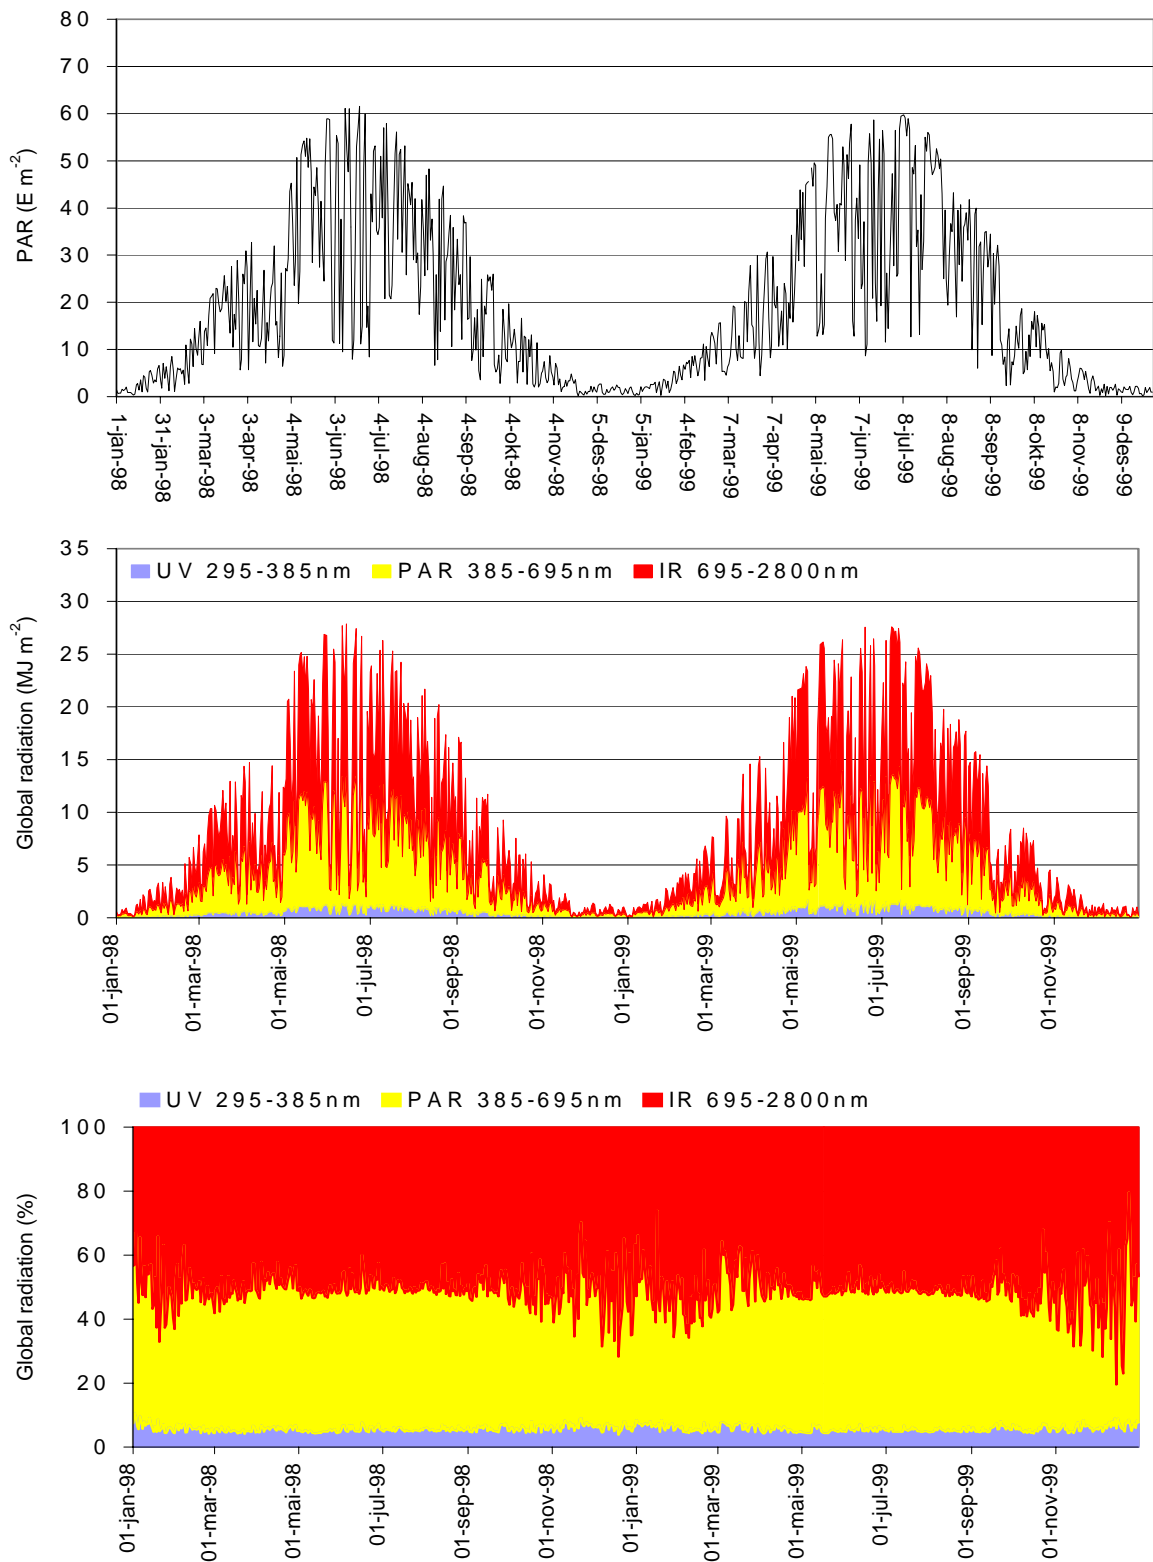 80
70
60
50
40
30
20
10
0
PAR (E m-2)
1-jan-98
31-jan-98
3-mar-98
3-apr-98
4-mai-98
3-jun-98
4-jul-98
4-aug-98
4-sep-98
4-okt-98
4-nov-98
5-des-98
5-jan-99
4-feb-99
7-mar-99
7-apr-99
8-mai-99
7-jun-99
8-jul-99
8-aug-99
8-sep-99
8-okt-99
8-nov-99
9-des-99
35
30
25
20
15
10
5
0
Global radiation (MJ m-2)
UV 295-385nm PAR 385-695nm IR 695-2800nm
01-jan-98
01-mar-98
01-mai-98
01-jul-98
01-sep-98
01-nov-98
01-jan-99
01-mar-99
01-mai-99
01-jul-99
01-sep-99
01-nov-99
UV 295-385nm PAR 385-695nm IR 695-2800nm
100
80
60
40
20
0
Global radiation (%)
01-jan-98
01-mar-98
01-mai-98
01-jul-98
01-sep-98
01-nov-98
01-jan-99
01-mar-99
01-mai-99
01-jul-99
01-sep-99
01-nov-99